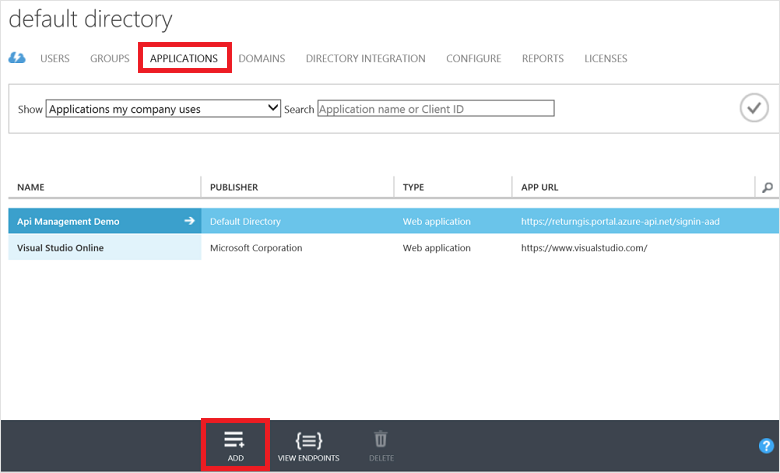 default directory
USERS GROUPS APPLICATIONS DOMAINS DIRECTORY INTEGRATION CONFIGURE REPORTS LICENSES
Show Applications my company uses Search Application name or Client ID
NAME PUBLISHER TYPE APP URL
Api Management Demo Default Directory Web application https://returngis.portal.azure-api.net/signin-aad
Visual Studio Online Microsoft Corporation Web application https://www.visualstudio.com/
ADD VIEW ENDPOINTS DELETE ?